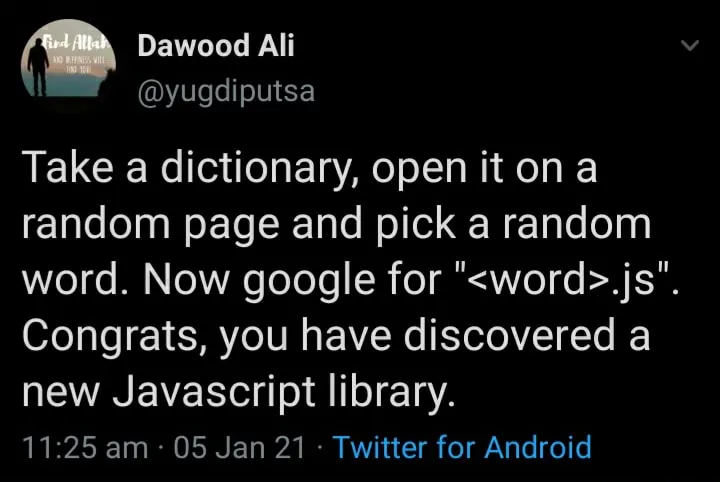 Find Allah
AND HAPPINESS WILL
FIND YOU
Dawood Ali
@yugdiputsa
Take a dictionary, open it on a
random page and pick a random
word. Now google for "<word>.js".
Congrats, you have discovered a
new Javascript library.
11:25 am · 05 Jan 21 · Twitter for Android